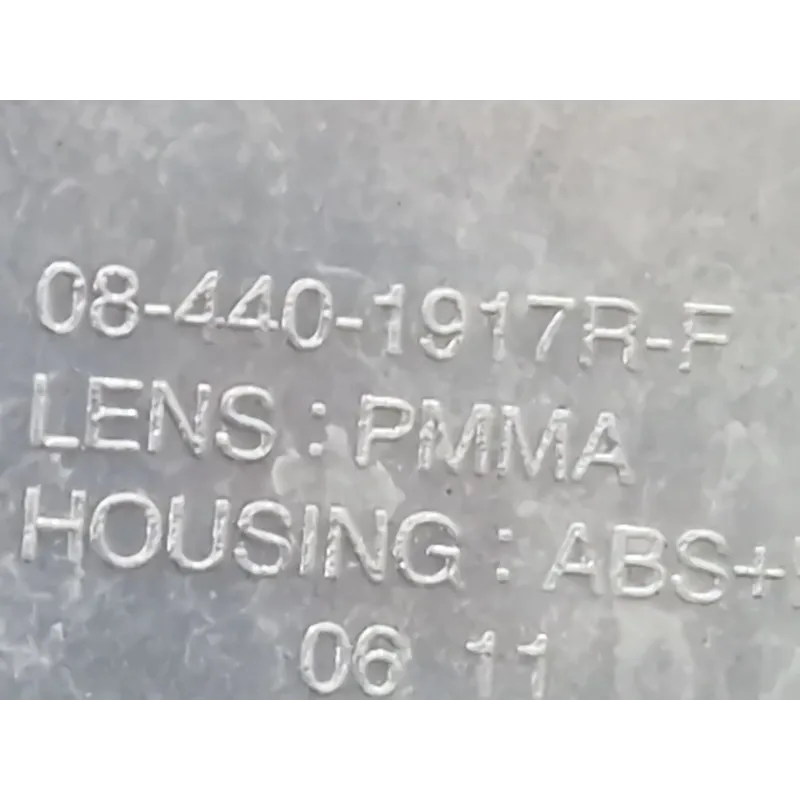 08-440-1917R-F
LENS : PMMA
HOUSING : ABS+
06 11